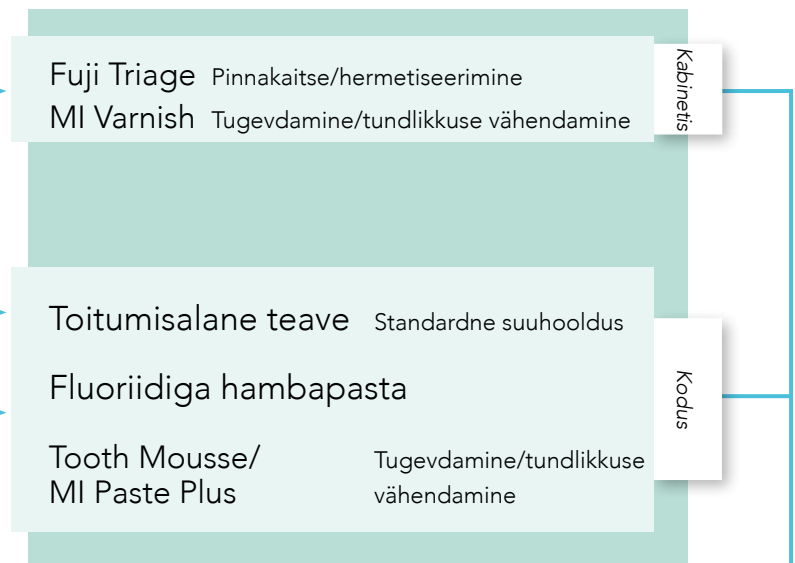 Fuji Triage Pinnakaitse/hermetiseerimine
MI Varnish Tugevdamine/tundlikkuse vähendamine
Kabinetis
Toitumisalane teave Standardne suuhooldus
Fluoriidiga hambapasta
Tooth Mousse/ Tugevdamine/tundlikkuse
MI Paste Plus vähendamine
Kodus